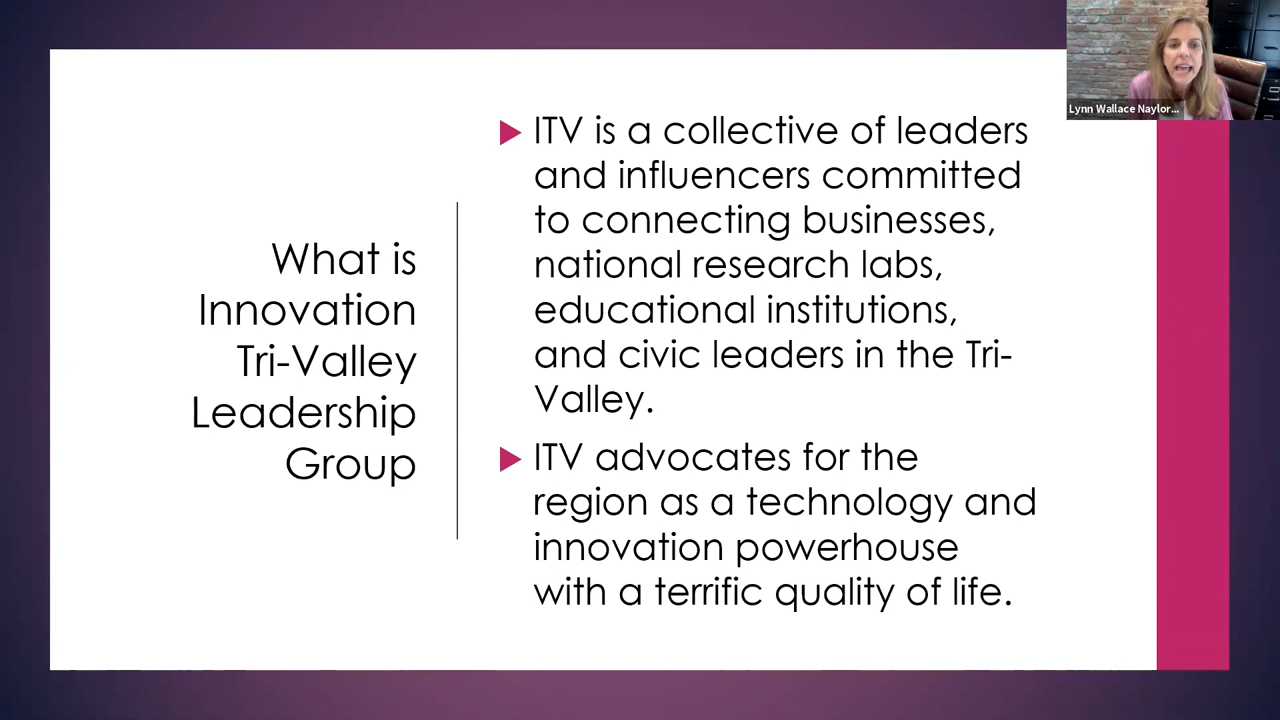 Lynn Wallace Naylor...
What is
Innovation
Tri-Valley
Leadership
Group
ITV is a collective of leaders
and influencers committed
to connecting businesses,
national research labs,
educational institutions,
and civic leaders in the Tri-
Valley.
ITV advocates for the
region as a technology and
innovation powerhouse
with a terrific quality of life.